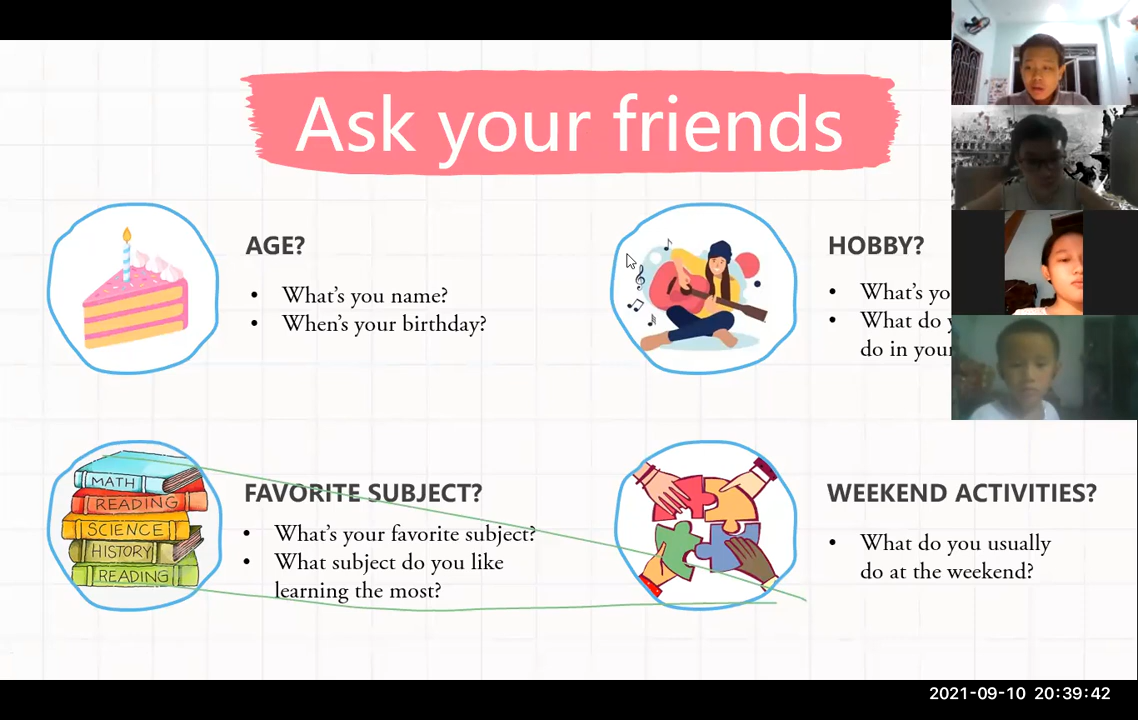 Ask your friends
AGE?
• What's you name?
• When's your birthday?
HOBBY?
• What's
• What do
do in
MATH
READING
SCIENCE
HISTORY
READING
FAVORITE SUBJECT?
• What's your favorite subject?
• What subject do you like
learning the most?
WEEKEND ACTIVITIES?
• What do you usually
do at the weekend?
2021-09-10 20:39:42